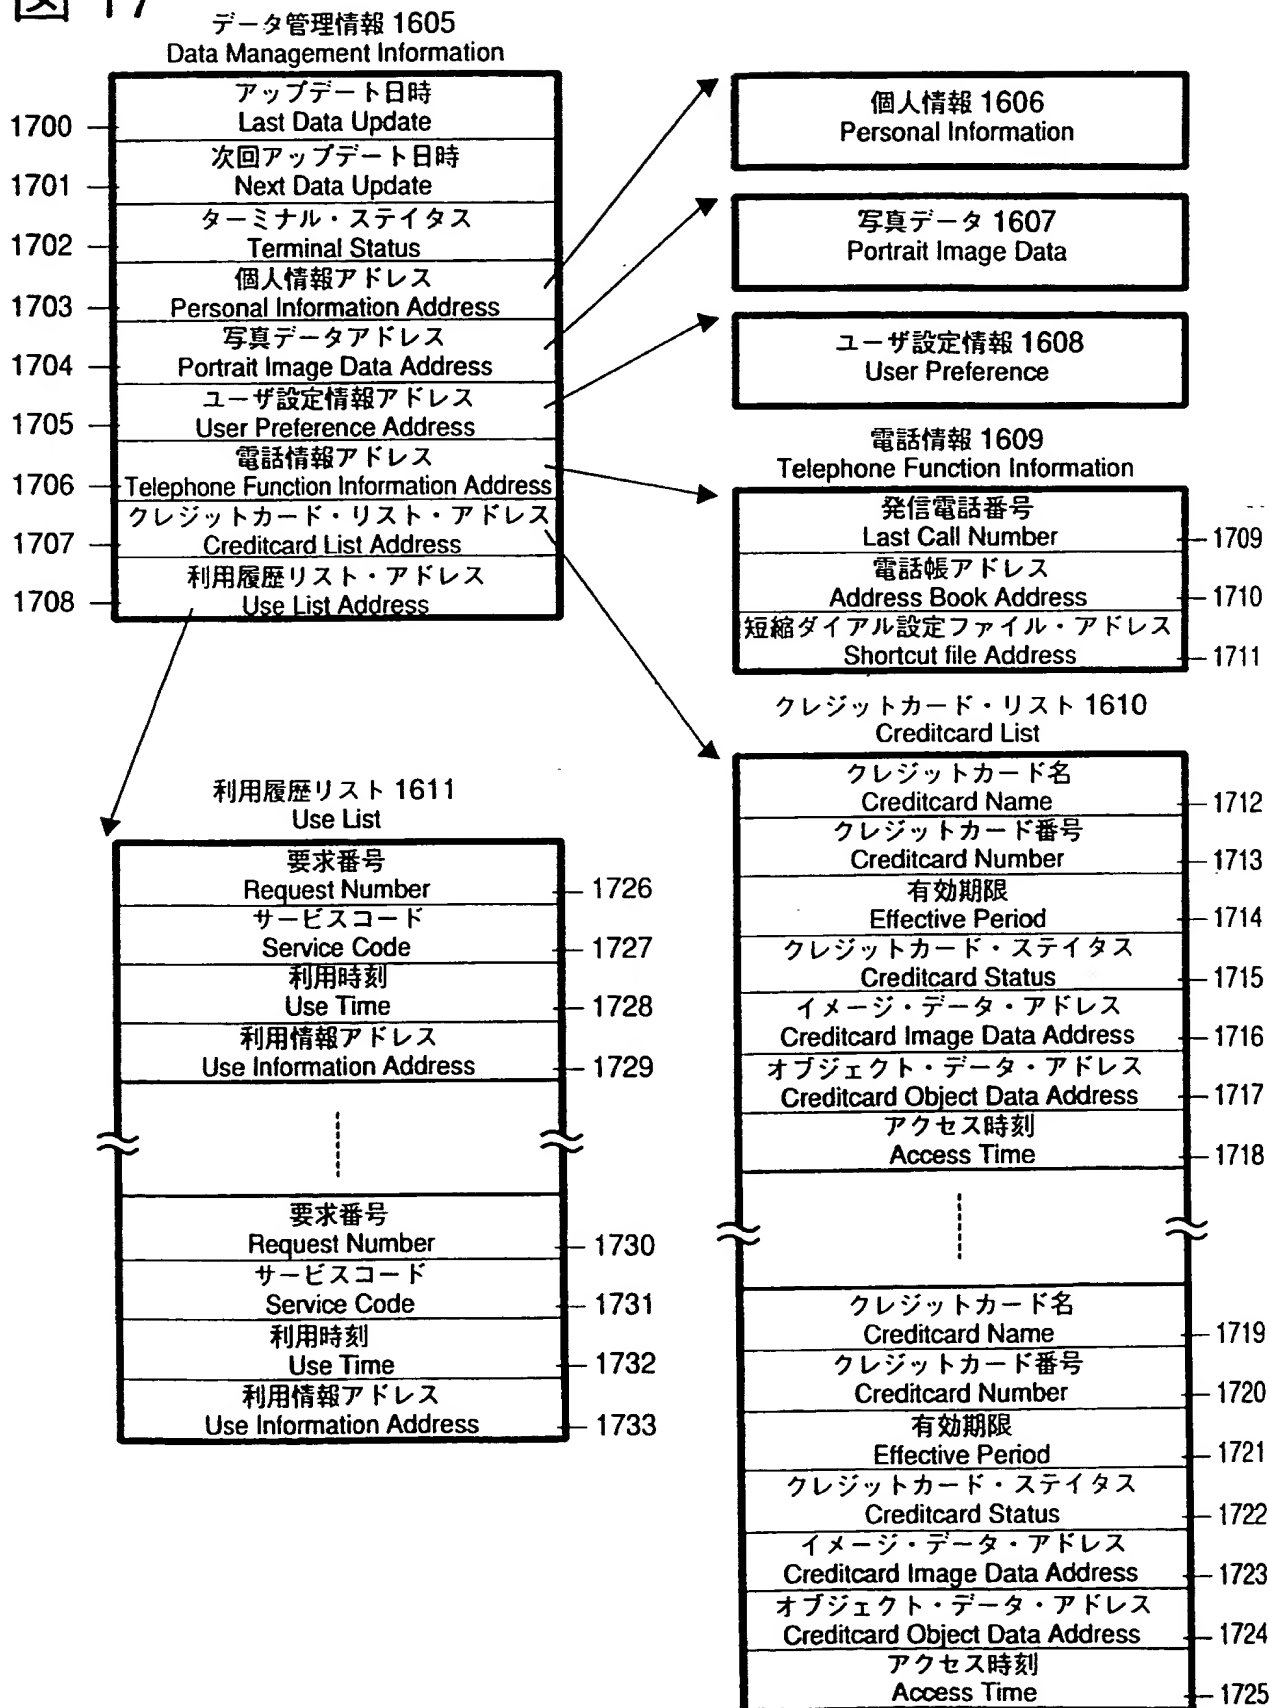 図 17
データ管理情報 1605
Data Management Information
アップデート日時
Last Data Update
1700
次回アップデート日時
Next Data Update
1701
ターミナル・ステイタス
Terminal Status
1702
個人情報アドレス
Personal Information Address
1703
写真データアドレス
Portrait Image Data Address
1704
ユーザ設定情報アドレス
User Preference Address
1705
電話情報アドレス
Telephone Function Information Address
1706
クレジットカード・リスト・アドレス
Creditcard List Address
1707
利用履歴リスト・アドレス
Use List Address
1708
個人情報 1606
Personal Information
写真データ 1607
Portrait Image Data
ユーザ設定情報 1608
User Preference
電話情報 1609
Telephone Function Information
発信電話番号
Last Call Number
1709
電話帳アドレス
Address Book Address
1710
短縮ダイアル設定ファイル・アドレス
Shortcut file Address
1711
利用履歴リスト 1611
Use List
要求番号
Request Number
1726
サービスコード
Service Code
1727
利用時刻
Use Time
1728
利用情報アドレス
Use Information Address
1729
要求番号
Request Number
1730
サービスコード
Service Code
1731
利用時刻
Use Time
1732
利用情報アドレス
Use Information Address
1733
クレジットカード・リスト 1610
Creditcard List
クレジットカード名
Creditcard Name
1712
クレジットカード番号
Creditcard Number
1713
有効期限
Effective Period
1714
クレジットカード・ステイタス
Creditcard Status
1715
イメージ・データ・アドレス
Creditcard Image Data Address
1716
オブジェクト・データ・アドレス
Creditcard Object Data Address
1717
アクセス時刻
Access Time
1718
クレジットカード名
Creditcard Name
1719
クレジットカード番号
Creditcard Number
1720
有効期限
Effective Period
1721
クレジットカード・ステイタス
Creditcard Status
1722
イメージ・データ・アドレス
Creditcard Image Data Address
1723
オブジェクト・データ・アドレス
Creditcard Object Data Address
1724
アクセス時刻
Access Time
1725